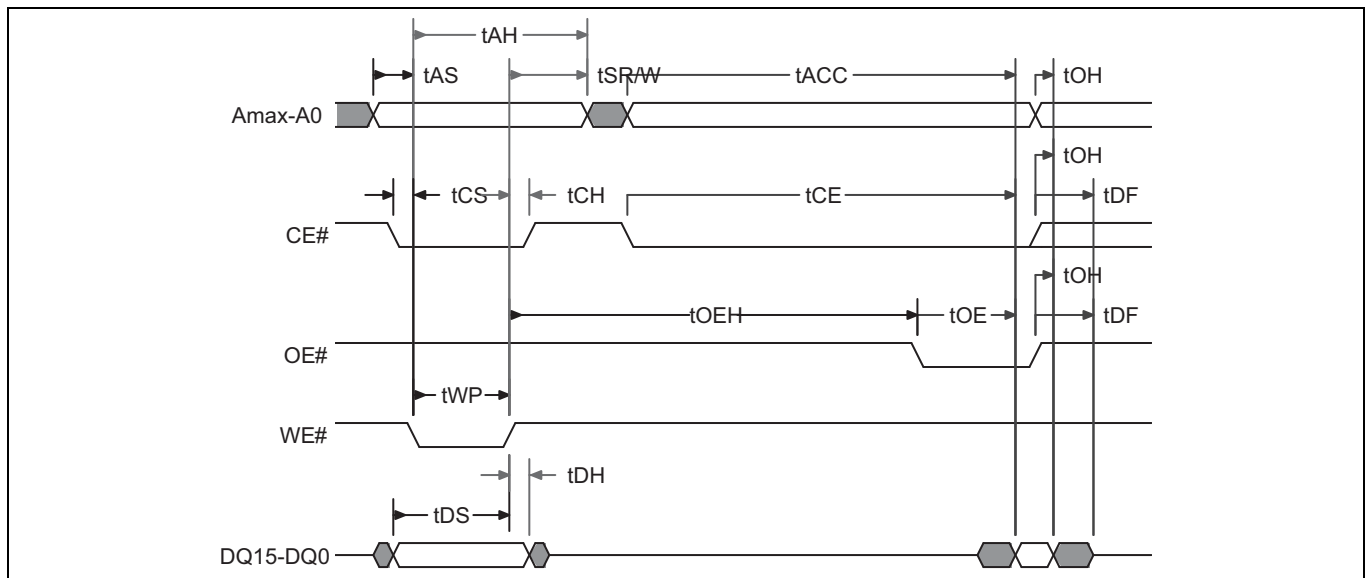 tAH
tAS tSR/W tACC tOH
Amax-A0
tOH
tCS tCH tCE tDF
CE#
tOH
tOEH tOE tDF
OE#
tWP
WE#
tDH
tDS
DQ15-DQ0